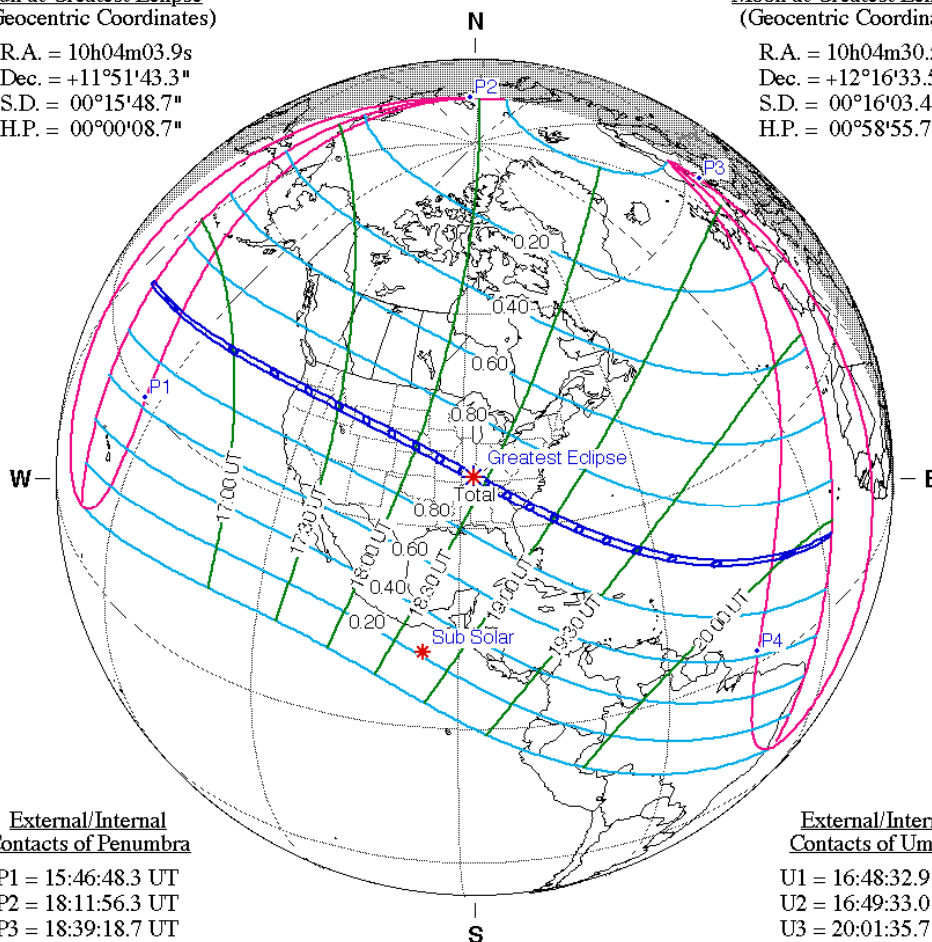 Geocentric Coordinates)
R.A. = 10h04m03.9s
Dec. = +11°51'43.3"
S.D. = 00°15'48.7"
H.P. = 00°00'08.7"
N
(Geocentric Coordina
R.A. = 10h04m30.
Dec. = +12°16'33.5
S.D. = 00°16'03.4
H.P. = 00°58'55.7
P2
P3
0.20
0.40
0.60
0.80
P1
Greatest Eclipse
W
Total
0.80
0.60
0.40
0.20
17:00 UT
17:30 UT
18:00 UT
18:30 UT
19:00 UT
19:30 UT
20:00 UT
Sub Solar
P4
External/Internal
Contacts of Penumbra
P1 = 15:46:48.3 UT
P2 = 18:11:56.3 UT
P3 = 18:39:18.7 UT
External/Intern
Contacts of Um
U1 = 16:48:32.9
U2 = 16:49:33.0
U3 = 20:01:35.7
S